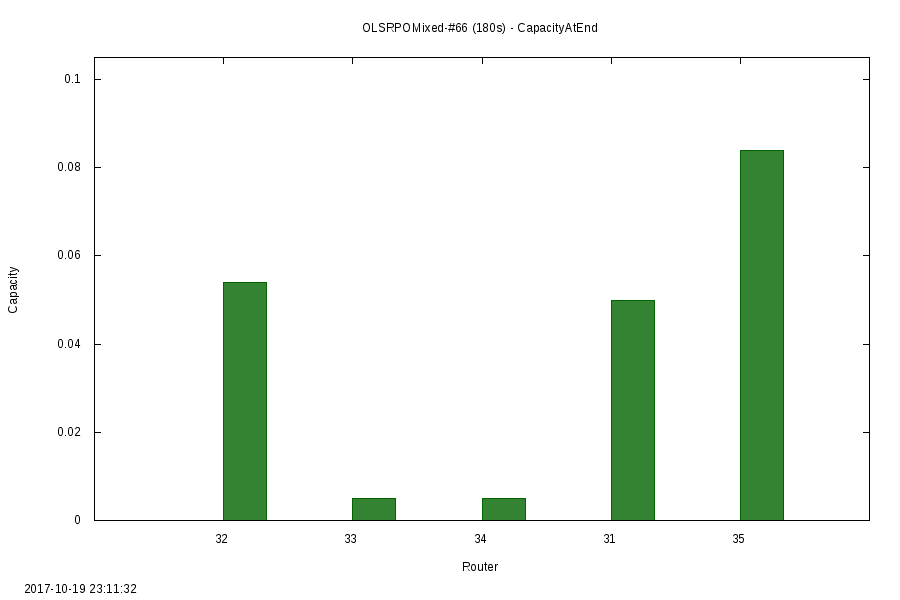 OLSRPOMixed-#66 (180s) - CapacityAtEnd
0.1
0.08
0.06
0.04
0.02
0
Capacity
32 33 34 31 35
Router
2017-10-19 23:11:32